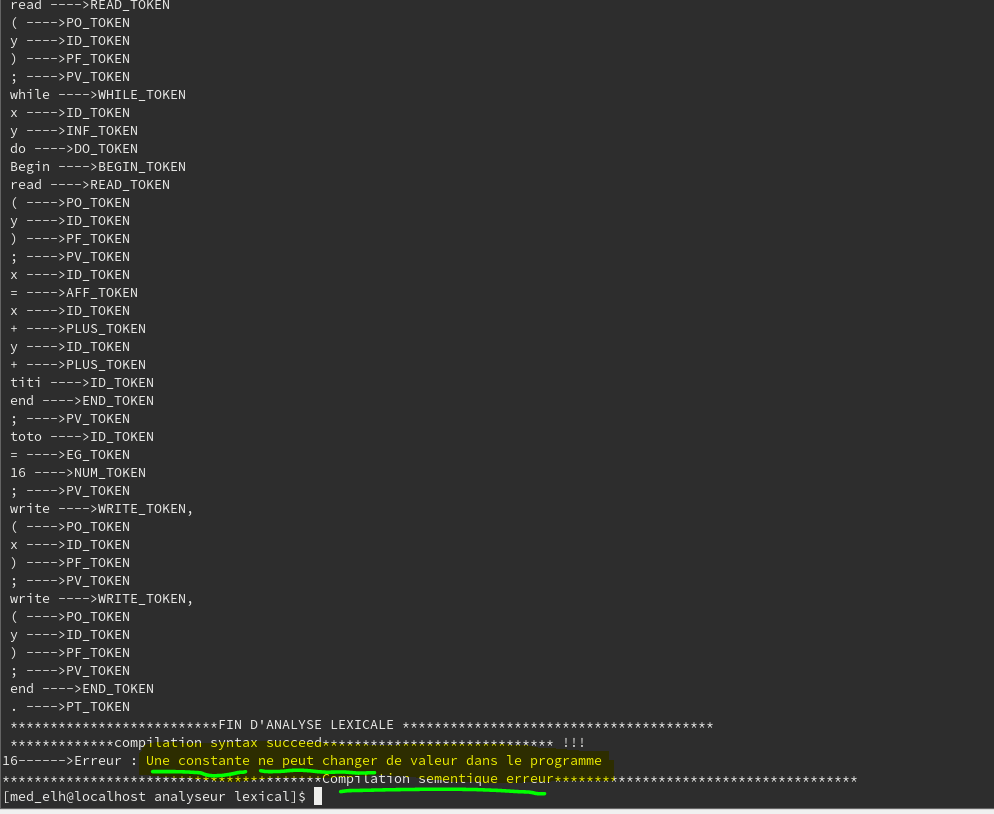 read ---->READ_TOKEN
( ---->PO_TOKEN
y ---->ID_TOKEN
) ---->PF_TOKEN
; ---->PV_TOKEN
while ---->WHILE_TOKEN
x ---->ID_TOKEN
y ---->INF_TOKEN
do ---->DO_TOKEN
Begin ---->BEGIN_TOKEN
read ---->READ_TOKEN
( ---->PO_TOKEN
y ---->ID_TOKEN
) ---->PF_TOKEN
; ---->PV_TOKEN
x ---->ID_TOKEN
= ---->AFF_TOKEN
x ---->ID_TOKEN
+ ---->PLUS_TOKEN
y ---->ID_TOKEN
+ ---->PLUS_TOKEN
titi ---->ID_TOKEN
end ---->END_TOKEN
; ---->PV_TOKEN
toto ---->ID_TOKEN
= ---->EG_TOKEN
16 ---->NUM_TOKEN
; ---->PV_TOKEN
write ---->WRITE_TOKEN,
( ---->PO_TOKEN
x ---->ID_TOKEN
) ---->PF_TOKEN
; ---->PV_TOKEN
write ---->WRITE_TOKEN,
( ---->PO_TOKEN
y ---->ID_TOKEN
) ---->PF_TOKEN
; ---->PV_TOKEN
end ---->END_TOKEN
. ---->PT_TOKEN
**************************FIN D'ANALYSE LEXICALE ***************************************
*************compilation syntax succeed***************************** !!!
16------>Erreur : Une constante ne peut changer de valeur dans le programme
****************************************Compilation sementique erreur**************************************
[med_elh@localhost analyseur lexical]$